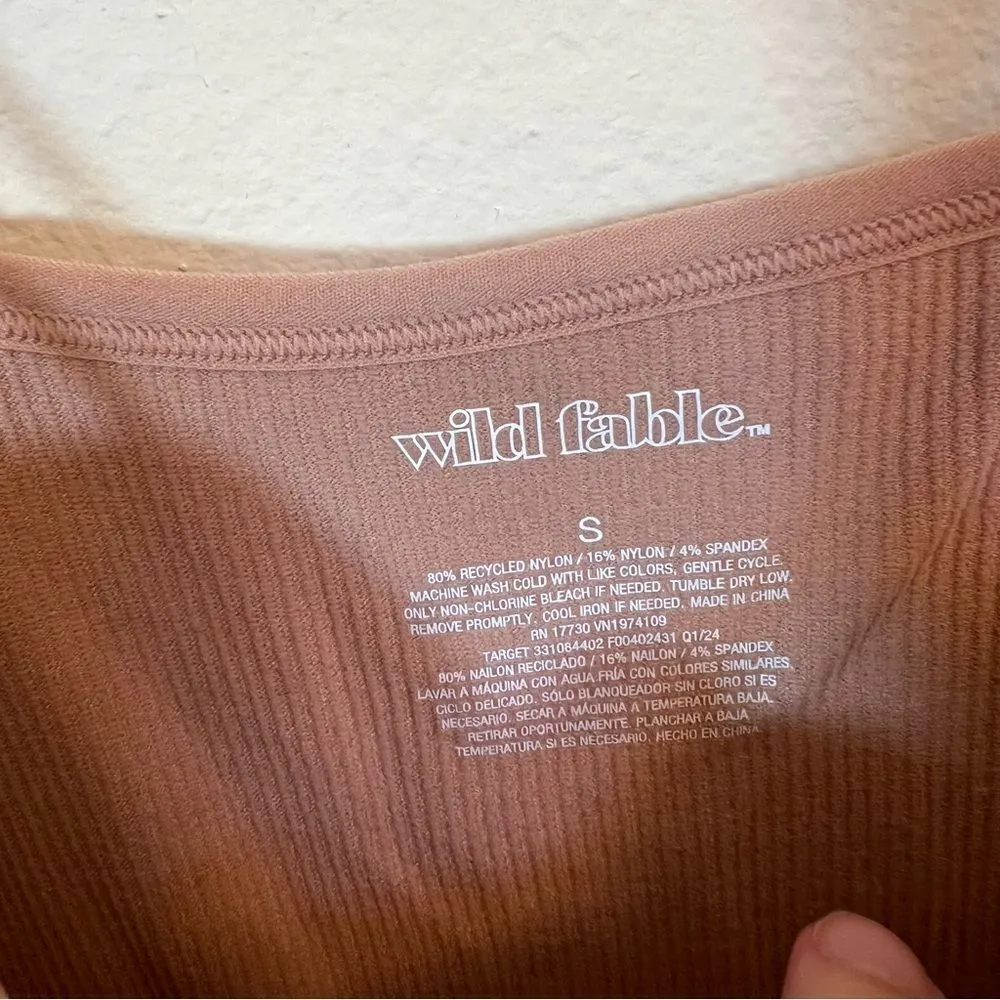 wild fable™
S
80% RECYCLED NYLON / 16% NYLON / 4% SPANDEX
MACHINE WASH COLD WITH LIKE COLORS, GENTLE CYCLE.
ONLY NON-CHLORINE BLEACH IF NEEDED. TUMBLE DRY LOW.
REMOVE PROMPTLY. COOL IRON IF NEEDED. MADE IN CHINA
RN 17730 VN1974109
TARGET 331084402 F00402431 Q1/24
80% NAILON RECICLADO / 16% NAILON / 4% SPANDEX
LAVAR A MÁQUINA CON AGUA FRÍA CON COLORES SIMILARES,
CICLO DELICADO. SÓLO BLANQUEADOR SIN CLORO SI ES
NECESARIO. SECAR A MÁQUINA A TEMPERATURA BAJA.
RETIRAR OPORTUNAMENTE. PLANCHAR A BAJA
TEMPERATURA SI ES NECESARIO. HECHO EN CHINA.